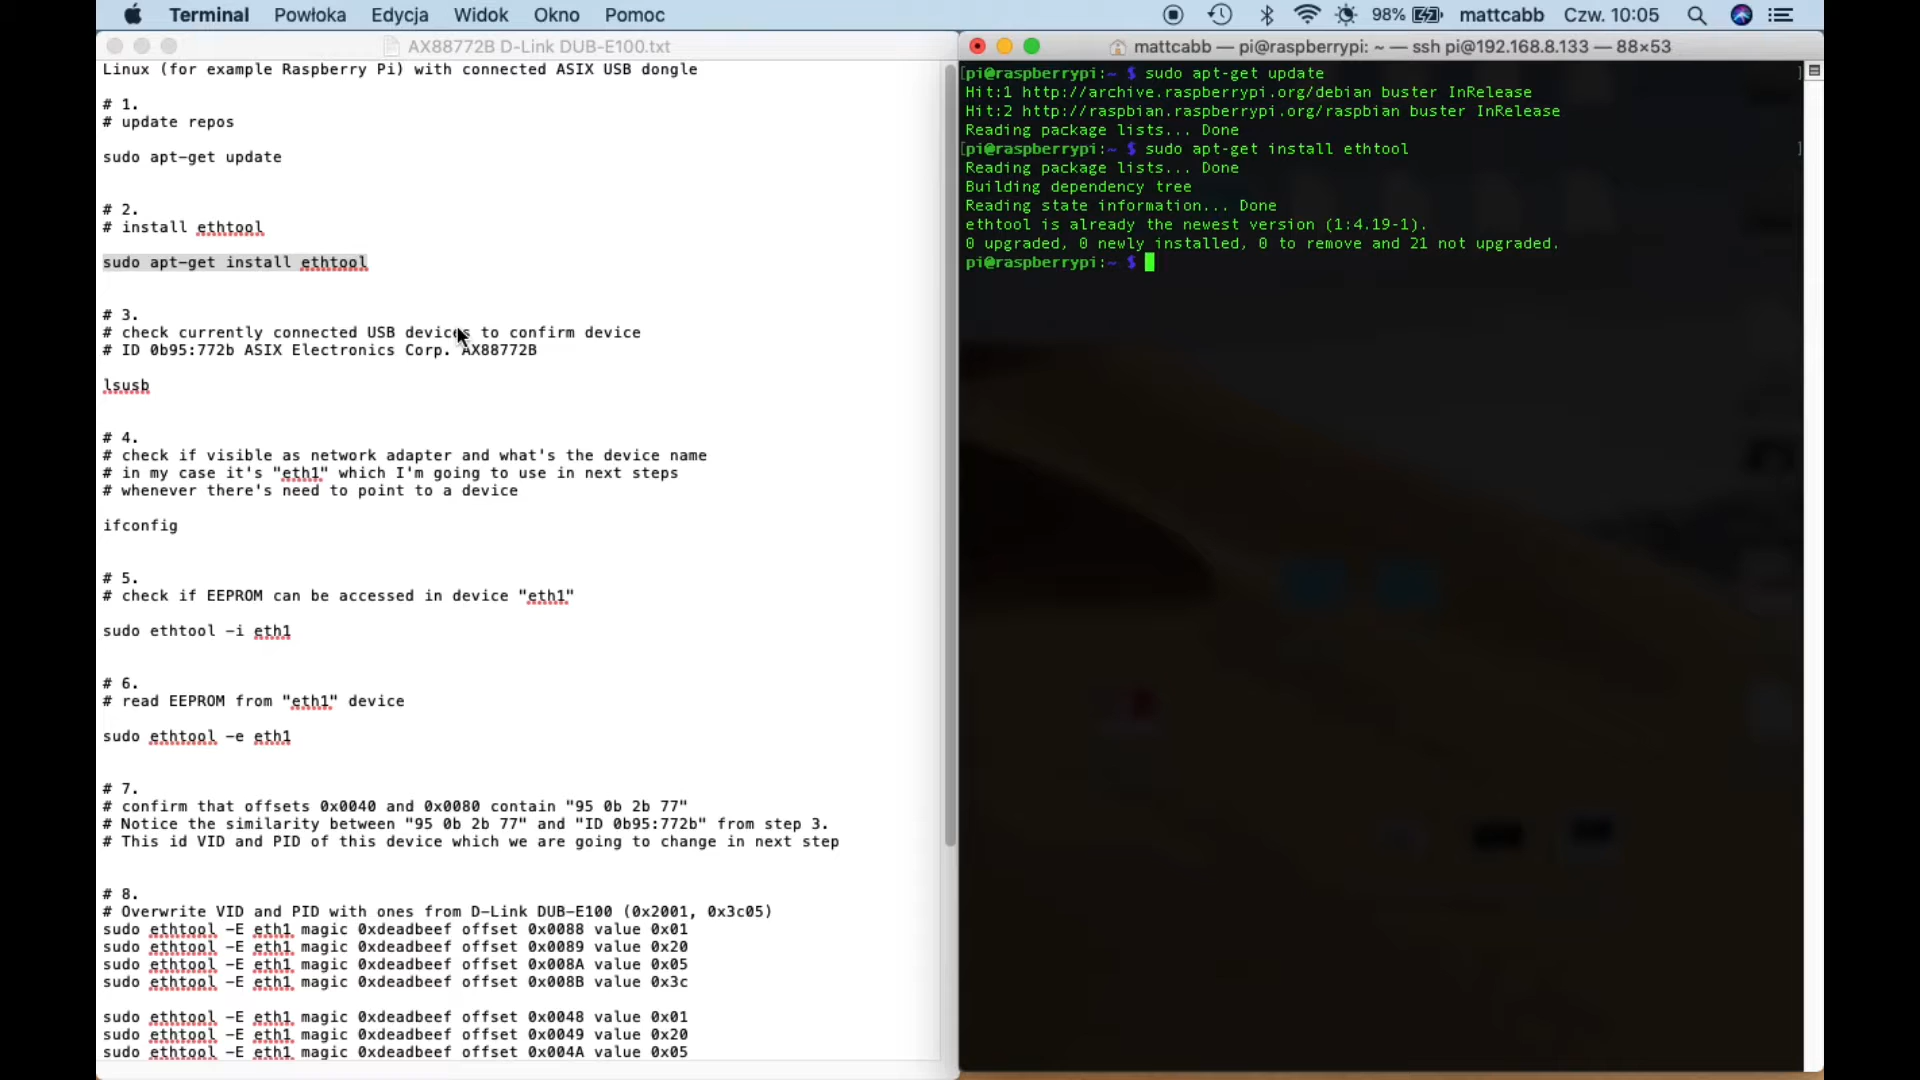 Terminal Powłoka Edycja Widok Okno Pomoc 98% mattcabb Czw. 10:05
AX88772B D-Link DUB-E100.txt
Linux (for example Raspberry Pi) with connected ASIX USB dongle
# 1.
# update repos
sudo apt-get update
# 2.
# install ethtool
sudo apt-get install ethtool
# 3.
# check currently connected USB devices to confirm device
# ID 0b95:772b ASIX Electronics Corp. AX88772B
lsusb
# 4.
# check if visible as network adapter and what's the device name
# in my case it's "eth1" which I'm going to use in next steps
# whenever there's need to point to a device
ifconfig
# 5.
# check if EEPROM can be accessed in device "eth1"
sudo ethtool -i eth1
# 6.
# read EEPROM from "eth1" device
sudo ethtool -e eth1
# 7.
# confirm that offsets 0x0040 and 0x0080 contain "95 0b 2b 77"
# Notice the similarity between "95 0b 2b 77" and "ID 0b95:772b" from step 3.
# This id VID and PID of this device which we are going to change in next step
# 8.
# Overwrite VID and PID with ones from D-Link DUB-E100 (0x2001, 0x3c05)
sudo ethtool -E eth1 magic 0xdeadbeef offset 0x0088 value 0x01
sudo ethtool -E eth1 magic 0xdeadbeef offset 0x0089 value 0x20
sudo ethtool -E eth1 magic 0xdeadbeef offset 0x008A value 0x05
sudo ethtool -E eth1 magic 0xdeadbeef offset 0x008B value 0x3c
sudo ethtool -E eth1 magic 0xdeadbeef offset 0x0048 value 0x01
sudo ethtool -E eth1 magic 0xdeadbeef offset 0x0049 value 0x20
sudo ethtool -E eth1 magic 0xdeadbeef offset 0x004A value 0x05
mattcabb — pi@raspberrypi: ~ — ssh pi@192.168.8.133 — 88×53
[pi@raspberrypi:~ $ sudo apt-get update ]
Hit:1 http://archive.raspberrypi.org/debian buster InRelease
Hit:2 http://raspbian.raspberrypi.org/raspbian buster InRelease
Reading package lists... Done
[pi@raspberrypi:~ $ sudo apt-get install ethtool ]
Reading package lists... Done
Building dependency tree
Reading state information... Done
ethtool is already the newest version (1:4.19-1).
0 upgraded, 0 newly installed, 0 to remove and 21 not upgraded.
pi@raspberrypi:~ $